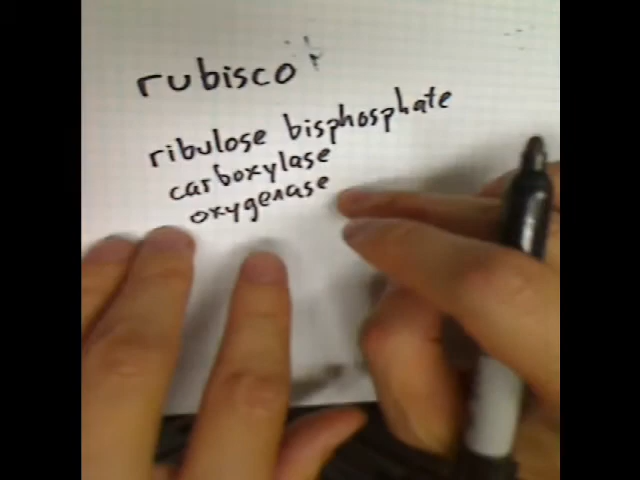 rubisco
ribulose bisphosphate
carboxylase
oxygenase